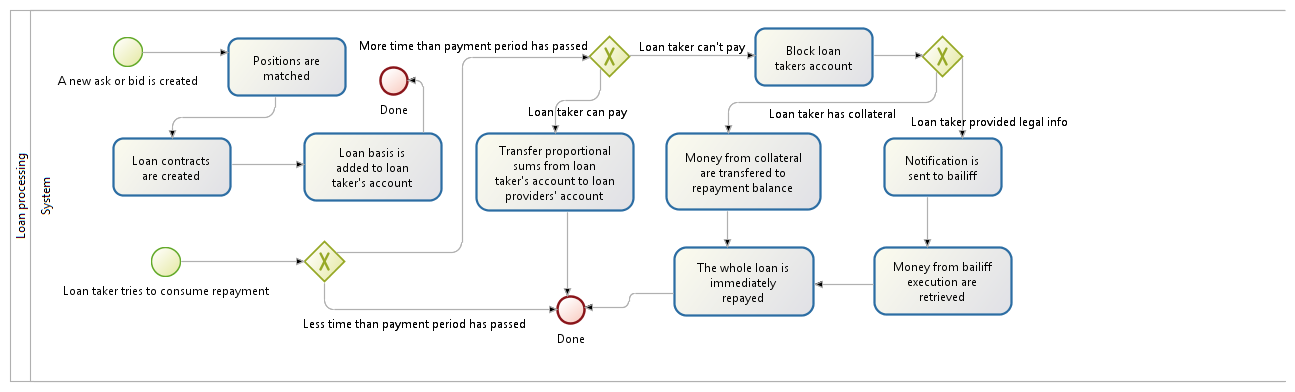 Loan processing
System
A new ask or bid is created
Positions are
matched
More time than payment period has passed
Done
Loan taker can't pay
Block loan
takers account
Loan taker can pay
Loan taker has collateral
Loan taker provided legal info
Loan contracts
are created
Loan basis is
added to loan
taker's account
Transfer proportional
sums from loan
taker's account to loan
providers' account
Money from collateral
are transfered to
repayment balance
Notification is
sent to bailiff
Loan taker tries to consume repayment
Less time than payment period has passed
Done
The whole loan is
immediately
repayed
Money from bailiff
execution are
retrieved